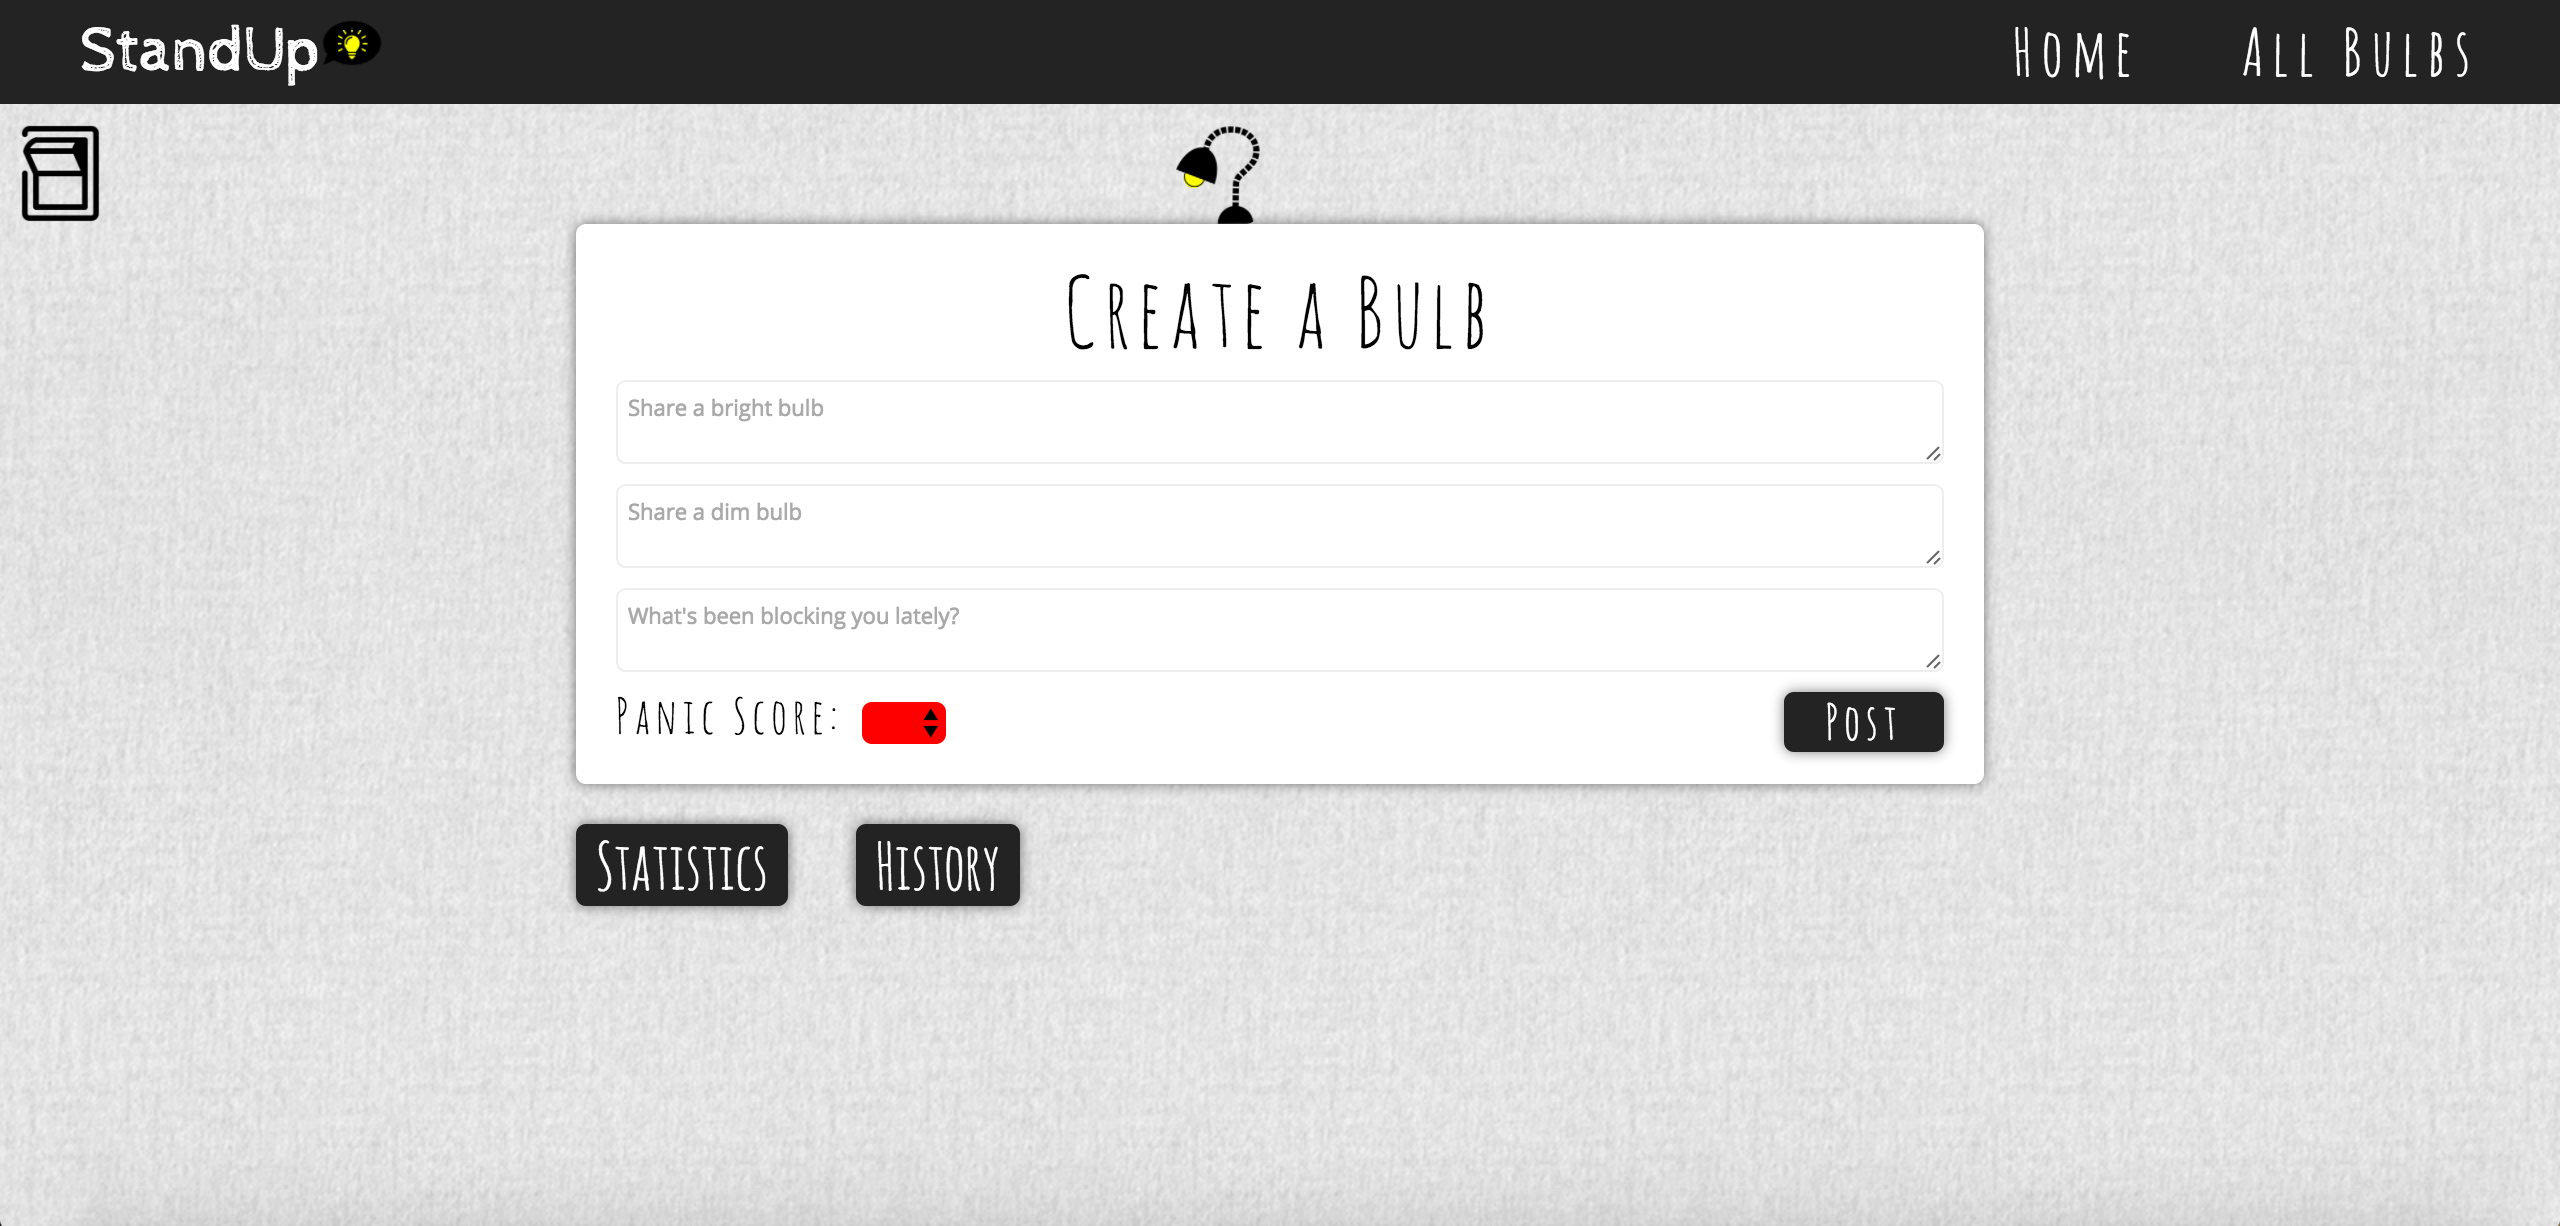 StandUp
Home
All Bulbs
Create a Bulb
Share a bright bulb
Share a dim bulb
What's been blocking you lately?
Panic Score:
Post
Statistics
History